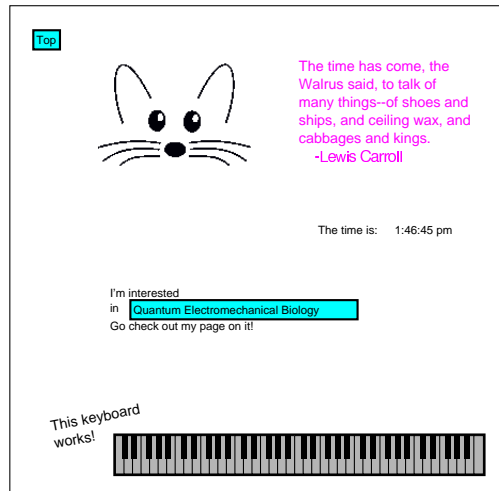 Top
The time has come, the
Walrus said, to talk of
many things--of shoes and
ships, and ceiling wax, and
cabbages and kings.
-Lewis Carroll
The time is: 1:46:45 pm
I'm interested
in Quantum Electromechanical Biology
Go check out my page on it!
This keyboard
works!